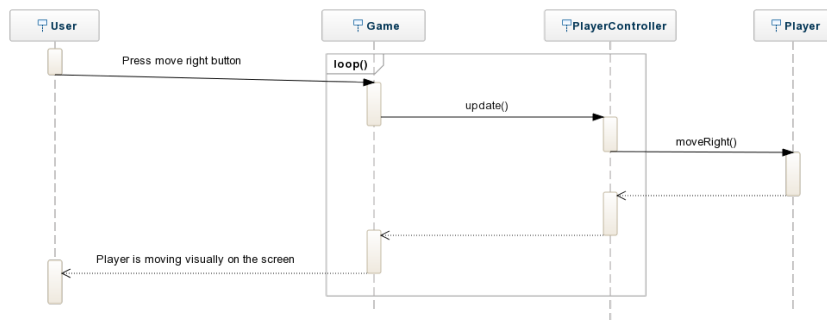 User
Game
PlayerController
Player
Press move right button
loop()
update()
moveRight()
Player is moving visually on the screen